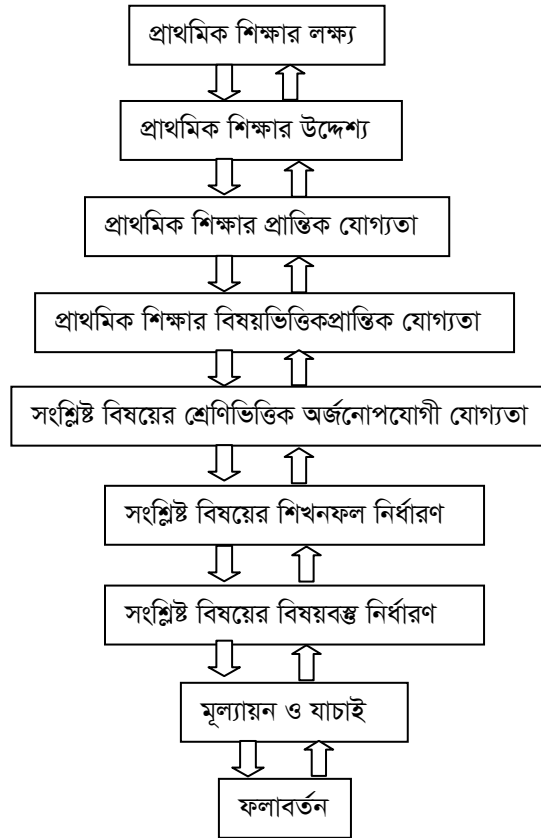 প্রাথমিক শিক্ষার লক্ষ্য
প্রাথমিক শিক্ষার উদ্দেশ্য
প্রাথমিক শিক্ষার প্রান্তিক যোগ্যতা
প্রাথমিক শিক্ষার বিষয়ভিত্তিকপ্রান্তিক যোগ্যতা
সংশ্লিষ্ট বিষয়ের শ্রেণিভিত্তিক অর্জনোপযোগী যোগ্যতা
সংশ্লিষ্ট বিষয়ের শিখনফল নির্ধারণ
সংশ্লিষ্ট বিষয়ের বিষয়বস্তু নির্ধারণ
মূল্যায়ন ও যাচাই
ফলাবর্তন